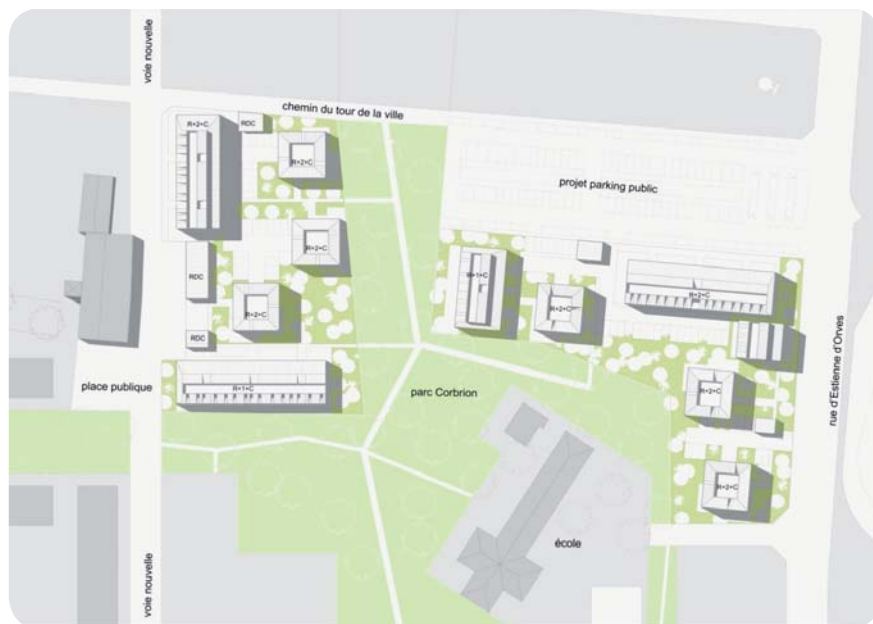 voie nouvelle
chemin du tour de la ville
R+2+C
RDC
R+2+C
projet parking public
R+2+C
RDC
R+2+C
RDC
R+1+C
R+2+C
R+2+C
rue d'Estienne d'Orves
place publique
R+1+C
parc Corbrion
R+2+C
R+2+C
école
voie nouvelle